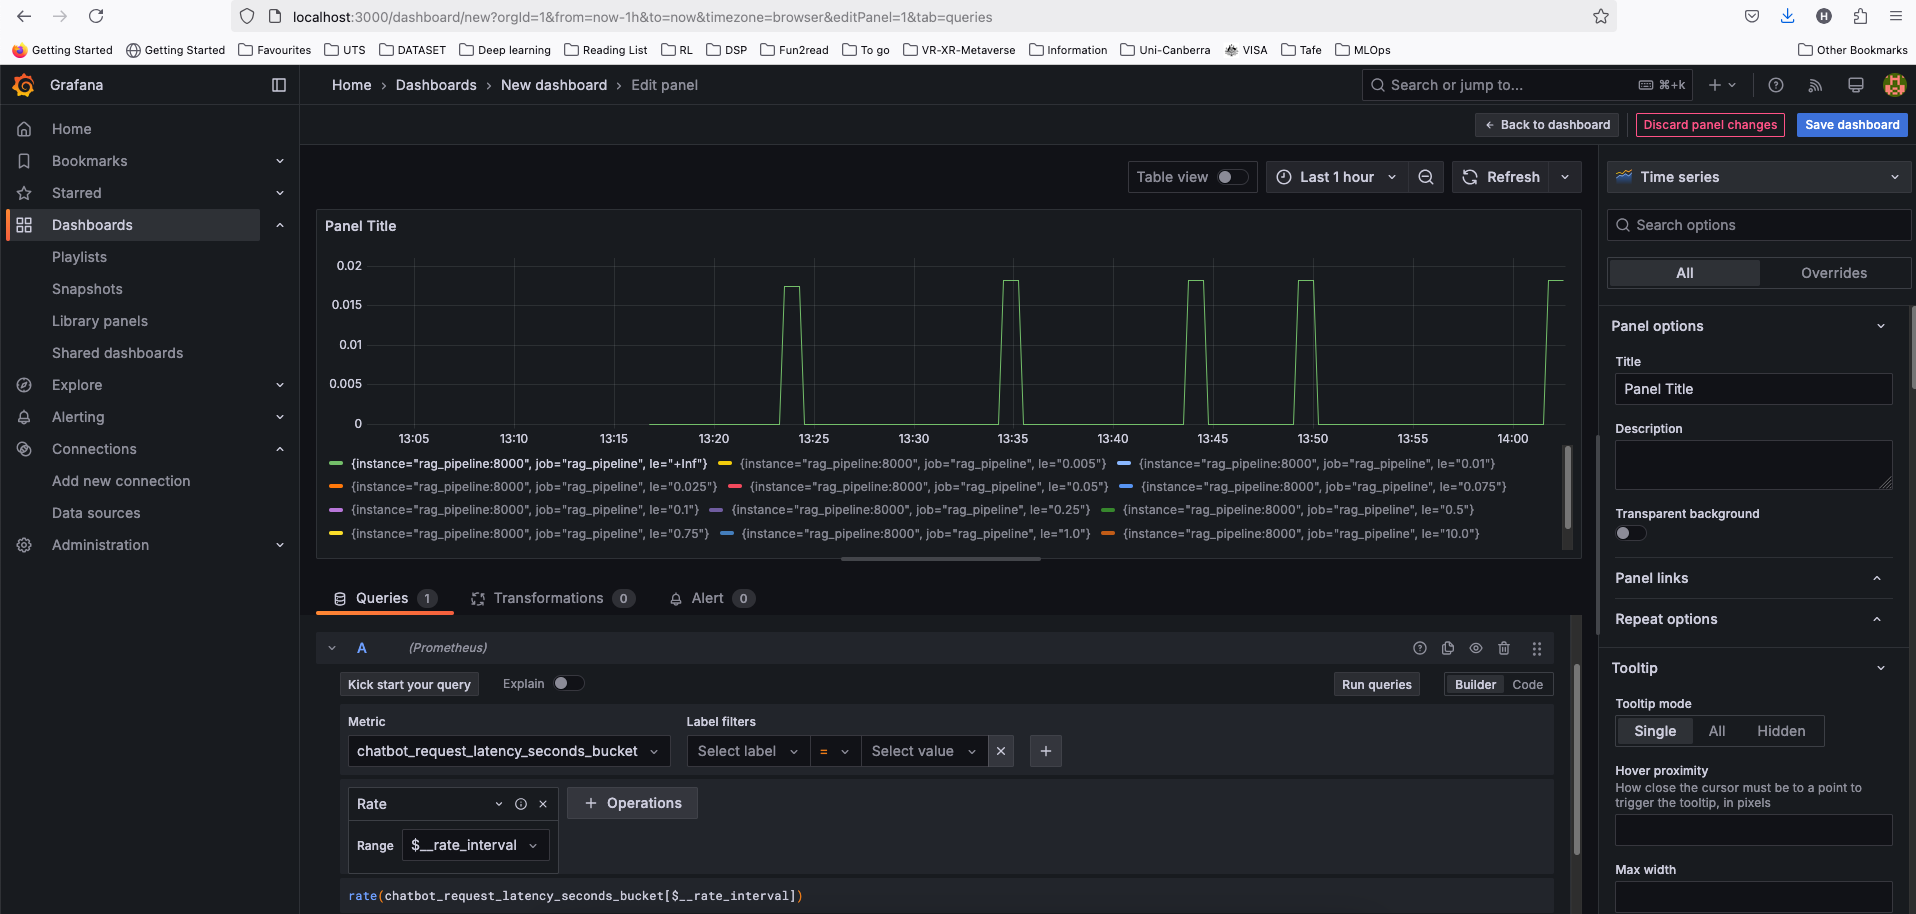 localhost:3000/dashboard/new?orgId=1&from=now-1h&to=now&timezone=browser&editPanel=1&tab=queries
H
Getting Started Getting Started Favourites UTS DATASET Deep learning Reading List RL DSP Fun2read To go VR-XR-Metaverse Information Uni-Canberra VISA Tafe MLOps Other Bookmarks
Grafana
Home › Dashboards › New dashboard › Edit panel
Search or jump to... ⌘+k
Back to dashboard Discard panel changes Save dashboard
Home
Bookmarks
Starred
Dashboards
Playlists
Snapshots
Library panels
Shared dashboards
Explore
Alerting
Connections
Add new connection
Data sources
Administration
Table view Last 1 hour Refresh
Panel Title
0.02
0.015
0.01
0.005
0
13:05 13:10 13:15 13:20 13:25 13:30 13:35 13:40 13:45 13:50 13:55 14:00
{instance="rag_pipeline:8000", job="rag_pipeline", le="+Inf"} {instance="rag_pipeline:8000", job="rag_pipeline", le="0.005"} {instance="rag_pipeline:8000", job="rag_pipeline", le="0.01"}
{instance="rag_pipeline:8000", job="rag_pipeline", le="0.025"} {instance="rag_pipeline:8000", job="rag_pipeline", le="0.05"} {instance="rag_pipeline:8000", job="rag_pipeline", le="0.075"}
{instance="rag_pipeline:8000", job="rag_pipeline", le="0.1"} {instance="rag_pipeline:8000", job="rag_pipeline", le="0.25"} {instance="rag_pipeline:8000", job="rag_pipeline", le="0.5"}
{instance="rag_pipeline:8000", job="rag_pipeline", le="0.75"} {instance="rag_pipeline:8000", job="rag_pipeline", le="1.0"} {instance="rag_pipeline:8000", job="rag_pipeline", le="10.0"}
Queries 1 Transformations 0 Alert 0
A (Prometheus)
Kick start your query Explain Run queries Builder Code
Metric Label filters
chatbot_request_latency_seconds_bucket Select label = Select value
Rate + Operations
Range $__rate_interval
rate(chatbot_request_latency_seconds_bucket[$__rate_interval])
Time series
Search options
All Overrides
Panel options
Title
Panel Title
Description
Transparent background
Panel links
Repeat options
Tooltip
Tooltip mode
Single All Hidden
Hover proximity
How close the cursor must be to a point to
trigger the tooltip, in pixels
Max width